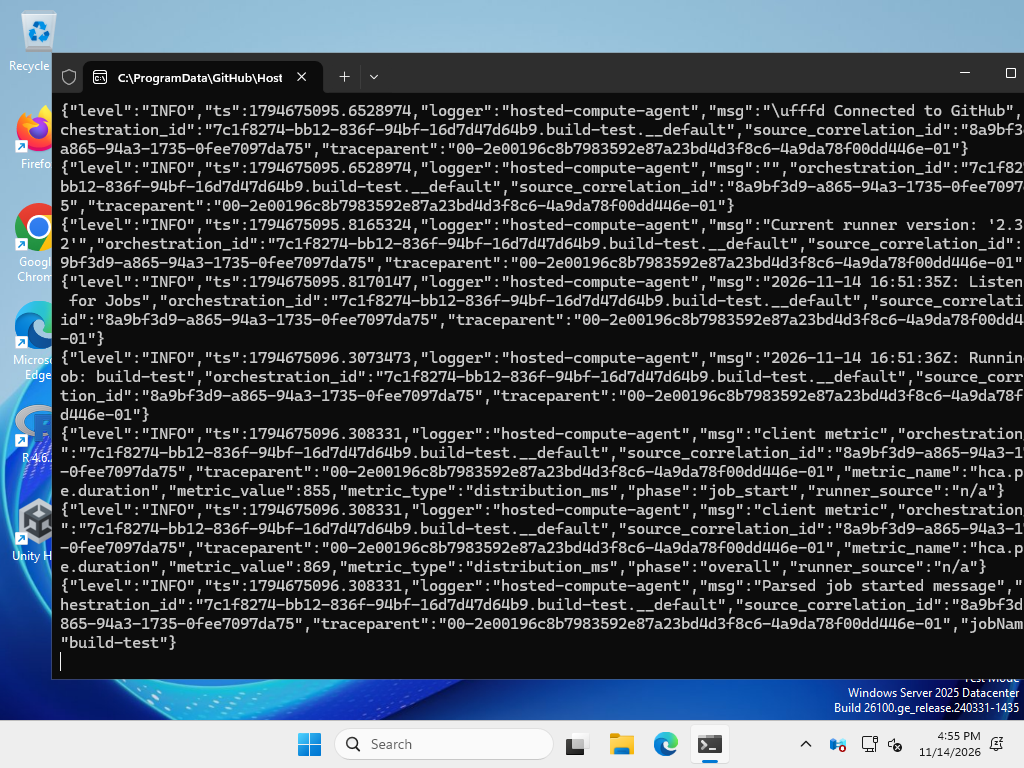 Recycle
Firefo
Googl
Chrom
Micros
Edge
R 4.6.
Unity H
C:\ProgramData\GitHub\Host
{"level":"INFO","ts":1794675095.6528974,"logger":"hosted-compute-agent","msg":"\ufffd Connected to GitHub",
chestration_id":"7c1f8274-bb12-836f-94bf-16d7d47d64b9.build-test.__default","source_correlation_id":"8a9bf3
a865-94a3-1735-0fee7097da75","traceparent":"00-2e00196c8b7983592e87a23bd4d3f8c6-4a9da78f00dd446e-01"}
{"level":"INFO","ts":1794675095.6528974,"logger":"hosted-compute-agent","msg":"","orchestration_id":"7c1f82
bb12-836f-94bf-16d7d47d64b9.build-test.__default","source_correlation_id":"8a9bf3d9-a865-94a3-1735-0fee7097
5","traceparent":"00-2e00196c8b7983592e87a23bd4d3f8c6-4a9da78f00dd446e-01"}
{"level":"INFO","ts":1794675095.8165324,"logger":"hosted-compute-agent","msg":"Current runner version: '2.3
2'","orchestration_id":"7c1f8274-bb12-836f-94bf-16d7d47d64b9.build-test.__default","source_correlation_id":
9bf3d9-a865-94a3-1735-0fee7097da75","traceparent":"00-2e00196c8b7983592e87a23bd4d3f8c6-4a9da78f00dd446e-01"
{"level":"INFO","ts":1794675095.8170147,"logger":"hosted-compute-agent","msg":"2026-11-14 16:51:35Z: Listen
for Jobs","orchestration_id":"7c1f8274-bb12-836f-94bf-16d7d47d64b9.build-test.__default","source_correlati
id":"8a9bf3d9-a865-94a3-1735-0fee7097da75","traceparent":"00-2e00196c8b7983592e87a23bd4d3f8c6-4a9da78f00dd4
-01"}
{"level":"INFO","ts":1794675096.3073473,"logger":"hosted-compute-agent","msg":"2026-11-14 16:51:36Z: Running
ob: build-test","orchestration_id":"7c1f8274-bb12-836f-94bf-16d7d47d64b9.build-test.__default","source_corr
tion_id":"8a9bf3d9-a865-94a3-1735-0fee7097da75","traceparent":"00-2e00196c8b7983592e87a23bd4d3f8c6-4a9da78f
d446e-01"}
{"level":"INFO","ts":1794675096.308331,"logger":"hosted-compute-agent","msg":"client metric","orchestration
":"7c1f8274-bb12-836f-94bf-16d7d47d64b9.build-test.__default","source_correlation_id":"8a9bf3d9-a865-94a3-1
-0fee7097da75","traceparent":"00-2e00196c8b7983592e87a23bd4d3f8c6-4a9da78f00dd446e-01","metric_name":"hca.p
e.duration","metric_value":855,"metric_type":"distribution_ms","phase":"job_start","runner_source":"n/a"}
{"level":"INFO","ts":1794675096.308331,"logger":"hosted-compute-agent","msg":"client metric","orchestration
":"7c1f8274-bb12-836f-94bf-16d7d47d64b9.build-test.__default","source_correlation_id":"8a9bf3d9-a865-94a3-1
-0fee7097da75","traceparent":"00-2e00196c8b7983592e87a23bd4d3f8c6-4a9da78f00dd446e-01","metric_name":"hca.p
e.duration","metric_value":869,"metric_type":"distribution_ms","phase":"overall","runner_source":"n/a"}
{"level":"INFO","ts":1794675096.308331,"logger":"hosted-compute-agent","msg":"Parsed job started message","
hestration_id":"7c1f8274-bb12-836f-94bf-16d7d47d64b9.build-test.__default","source_correlation_id":"8a9bf3d
865-94a3-1735-0fee7097da75","traceparent":"00-2e00196c8b7983592e87a23bd4d3f8c6-4a9da78f00dd446e-01","jobNam
"build-test"}
Test Mode
Windows Server 2025 Datacenter
Build 26100.ge_release.240331-1435
Search
4:55 PM
11/14/2026